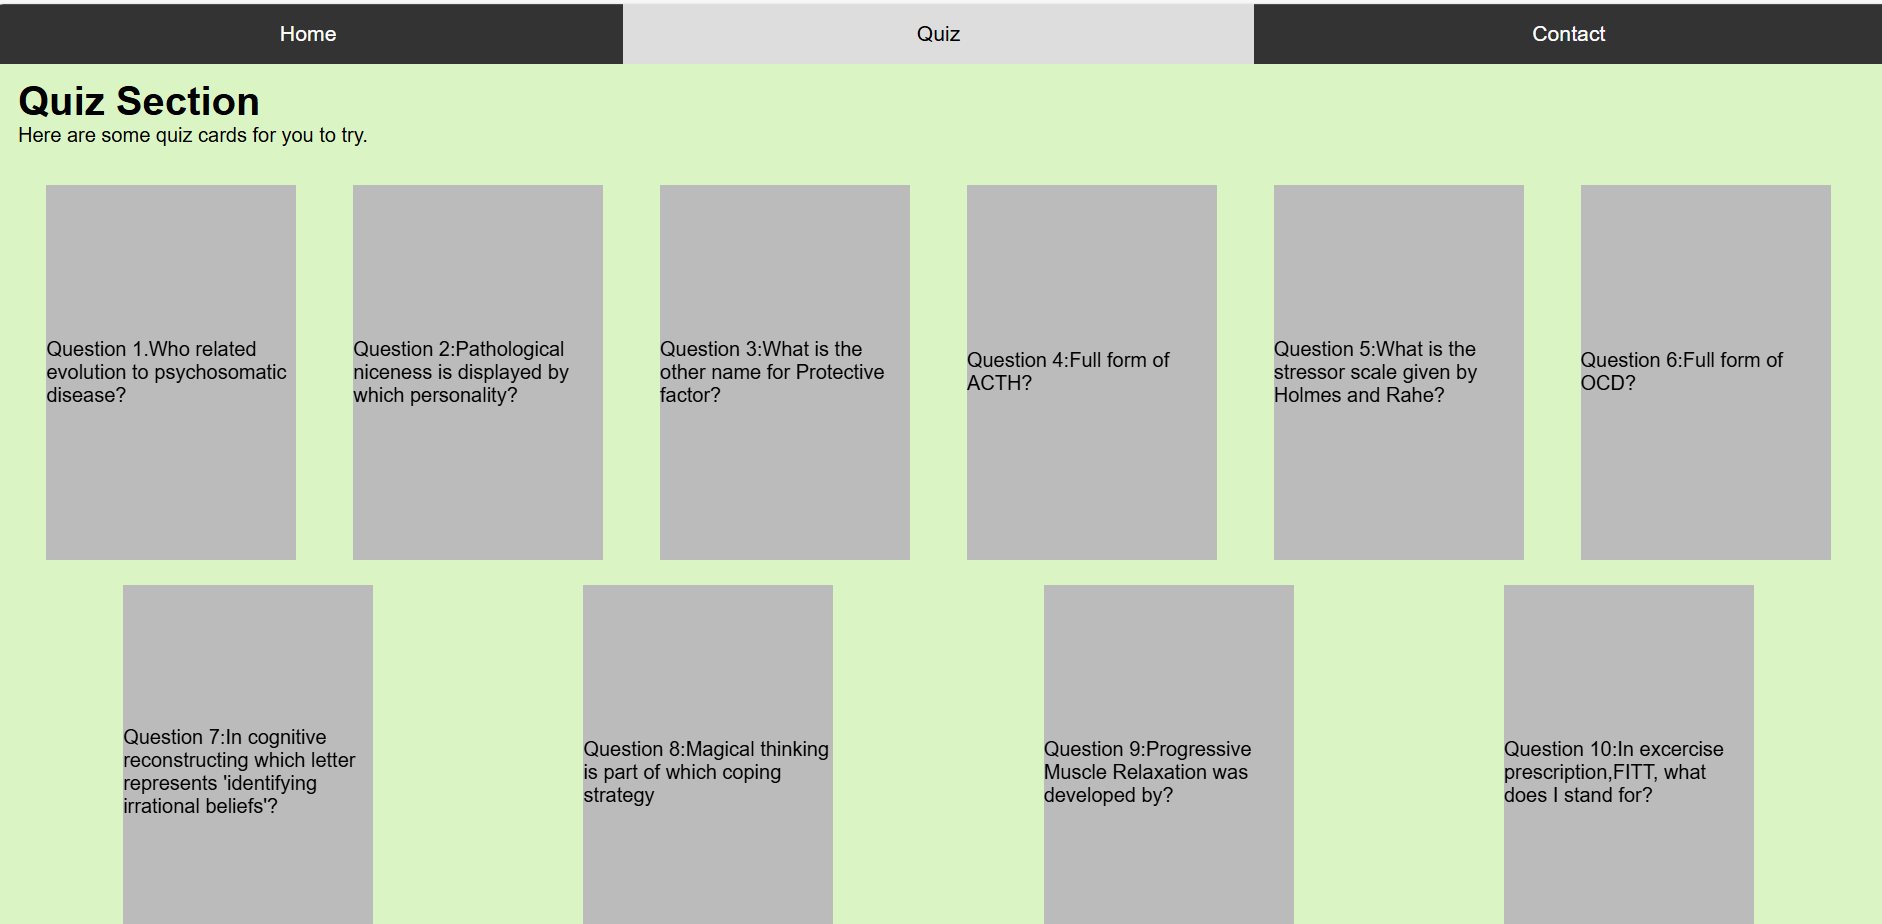 Home
Quiz
Contact
Quiz Section
Here are some quiz cards for you to try.
Question 1.Who related
evolution to psychosomatic
disease?
Question 2:Pathological
niceness is displayed by
which personality?
Question 3:What is the
other name for Protective
factor?
Question 4:Full form of
ACTH?
Question 5:What is the
stressor scale given by
Holmes and Rahe?
Question 6:Full form of
OCD?
Question 7:In cognitive
reconstructing which letter
represents 'identifying
irrational beliefs'?
Question 8:Magical thinking
is part of which coping
strategy
Question 9:Progressive
Muscle Relaxation was
developed by?
Question 10:In excercise
prescription,FITT, what
does I stand for?